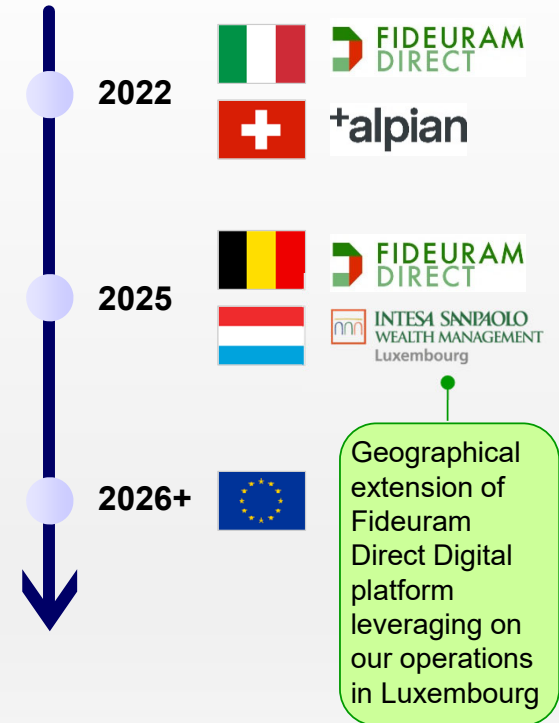 2022
FIDEURAM
DIRECT
+alpian
2025
FIDEURAM
DIRECT
INTESA SANPAOLO
WEALTH MANAGEMENT
Luxembourg
2026+
Geographical
extension of
Fideuram
Direct Digital
platform
leveraging on
our operations
in Luxembourg